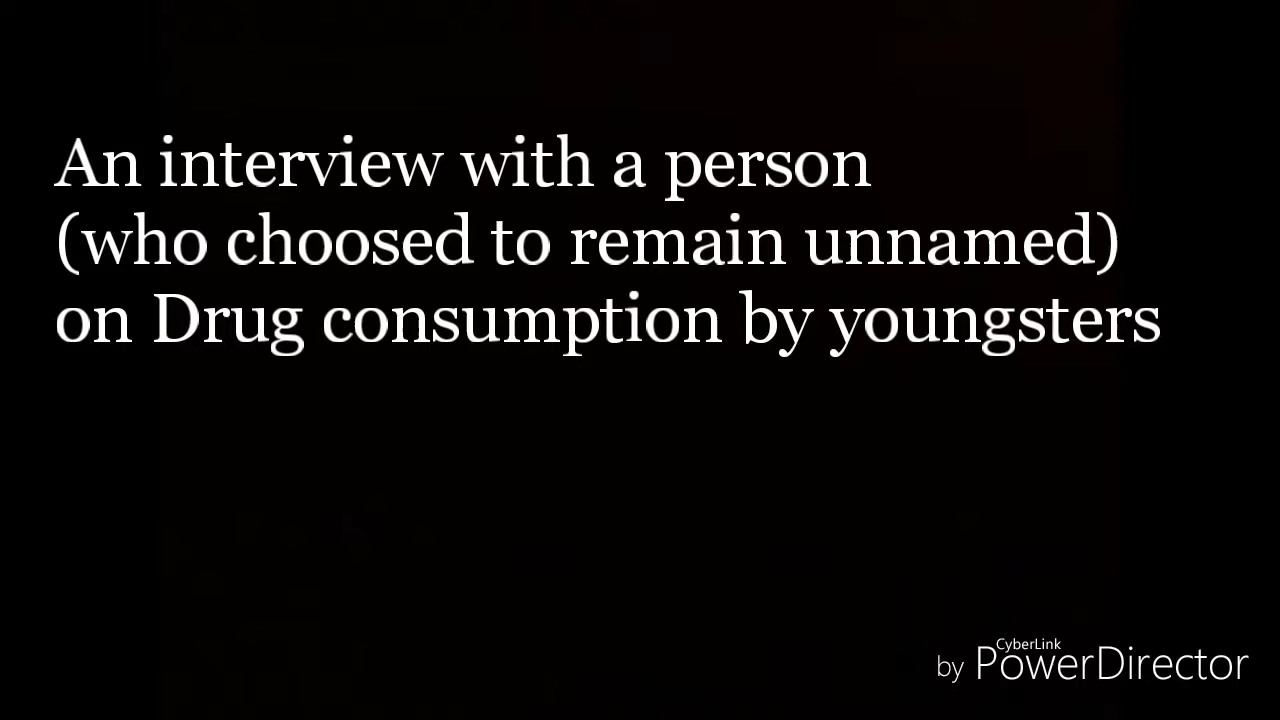 An interview with a person
(who choosed to remain unnamed)
on Drug consumption by youngsters
CyberLink
by PowerDirector